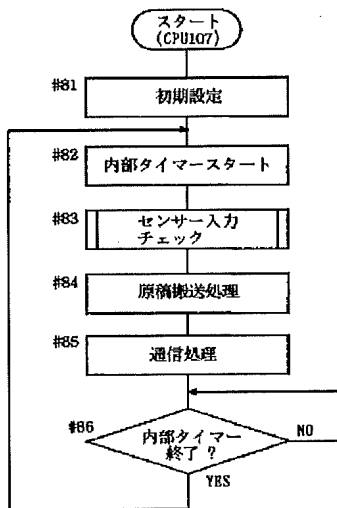 スタート
(CPU107)
#81
初期設定
#82
内部タイマースタート
#83
センサー入力
チェック
#84
原稿搬送処理
#85
通信処理
#86
内部タイマー
終了 ?
NO
YES